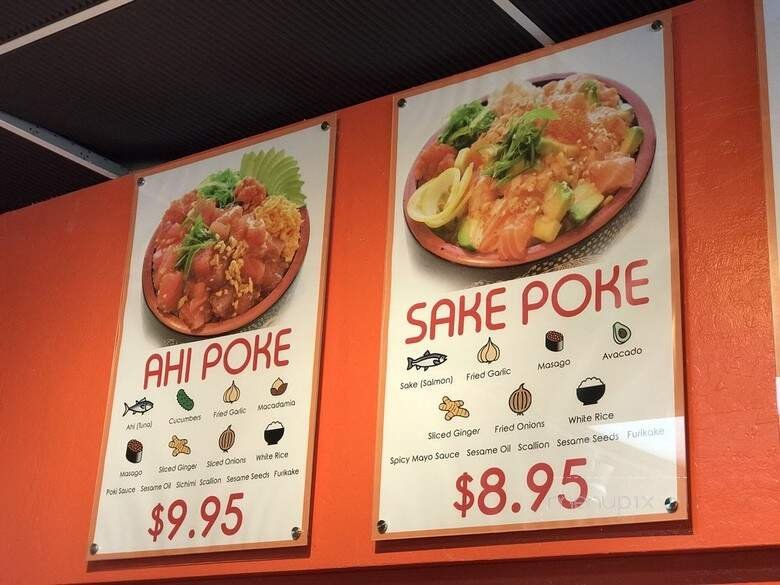 AHI POKE
Ahi (Tuna) Cucumbers Fried Garlic Macadamia
Masago Sliced Ginger Sliced Onions White Rice
Poki Sauce Sesame Oil Sichimi Scallion Sesame Seeds Furikake
$9.95
SAKE POKE
Sake (Salmon) Fried Garlic Masago Avacado
Sliced Ginger Fried Onions White Rice
Spicy Mayo Sauce Sesame Oil Scallion Sesame Seeds Furikake
$8.95
menupix